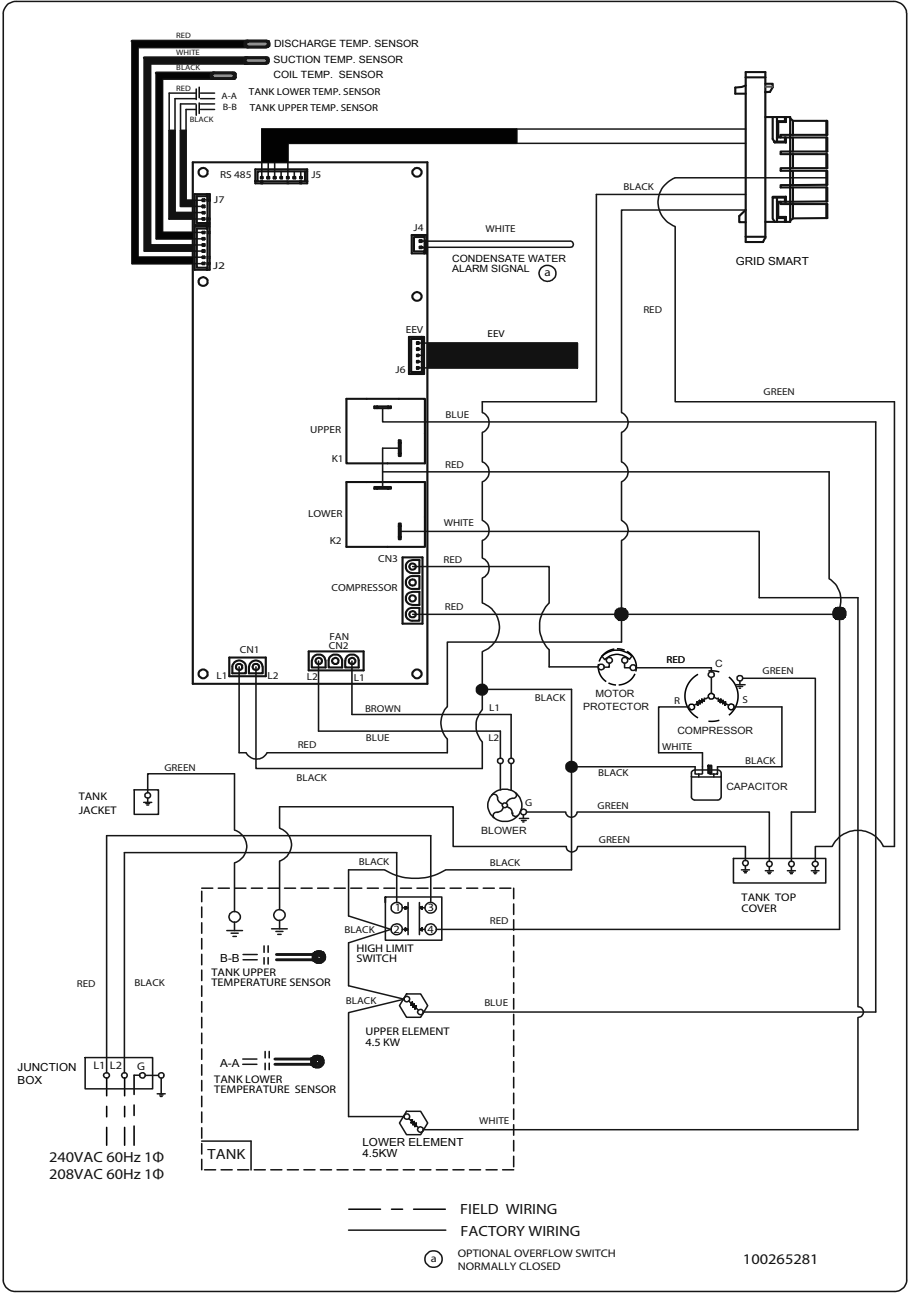 RED
DISCHARGE TEMP. SENSOR
WHITE
SUCTION TEMP. SENSOR
BLACK
COIL TEMP. SENSOR
RED
A-A
TANK LOWER TEMP. SENSOR
B-B
TANK UPPER TEMP. SENSOR
BLACK
RS 485
J5
J7
J2
J4
WHITE
CONDENSATE WATER
ALARM SIGNAL
a
BLACK
GRID SMART
RED
GREEN
EEV
EEV
J6
UPPER
K1
BLUE
RED
LOWER
K2
WHITE
CN3
RED
COMPRESSOR
RED
CN1
L1
L2
FAN
CN2
L2
L1
BROWN
L1
BLUE
L2
RED
BLACK
BLACK
MOTOR
PROTECTOR
RED
C
GREEN
R
S
COMPRESSOR
WHITE
BLACK
BLACK
CAPACITOR
GREEN
TANK
JACKET
BLOWER
G
GREEN
GREEN
TANK TOP
COVER
BLACK
BLACK
1
3
2
4
BLACK
RED
HIGH LIMIT
SWITCH
B-B
TANK UPPER
TEMPERATURE SENSOR
RED
BLACK
BLACK
BLUE
UPPER ELEMENT
4.5 KW
A-A
TANK LOWER
TEMPERATURE SENSOR
JUNCTION
BOX
L1
L2
G
WHITE
LOWER ELEMENT
4.5KW
TANK
240VAC 60Hz 1Φ
208VAC 60Hz 1Φ
FIELD WIRING
FACTORY WIRING
a
OPTIONAL OVERFLOW SWITCH
NORMALLY CLOSED
100265281